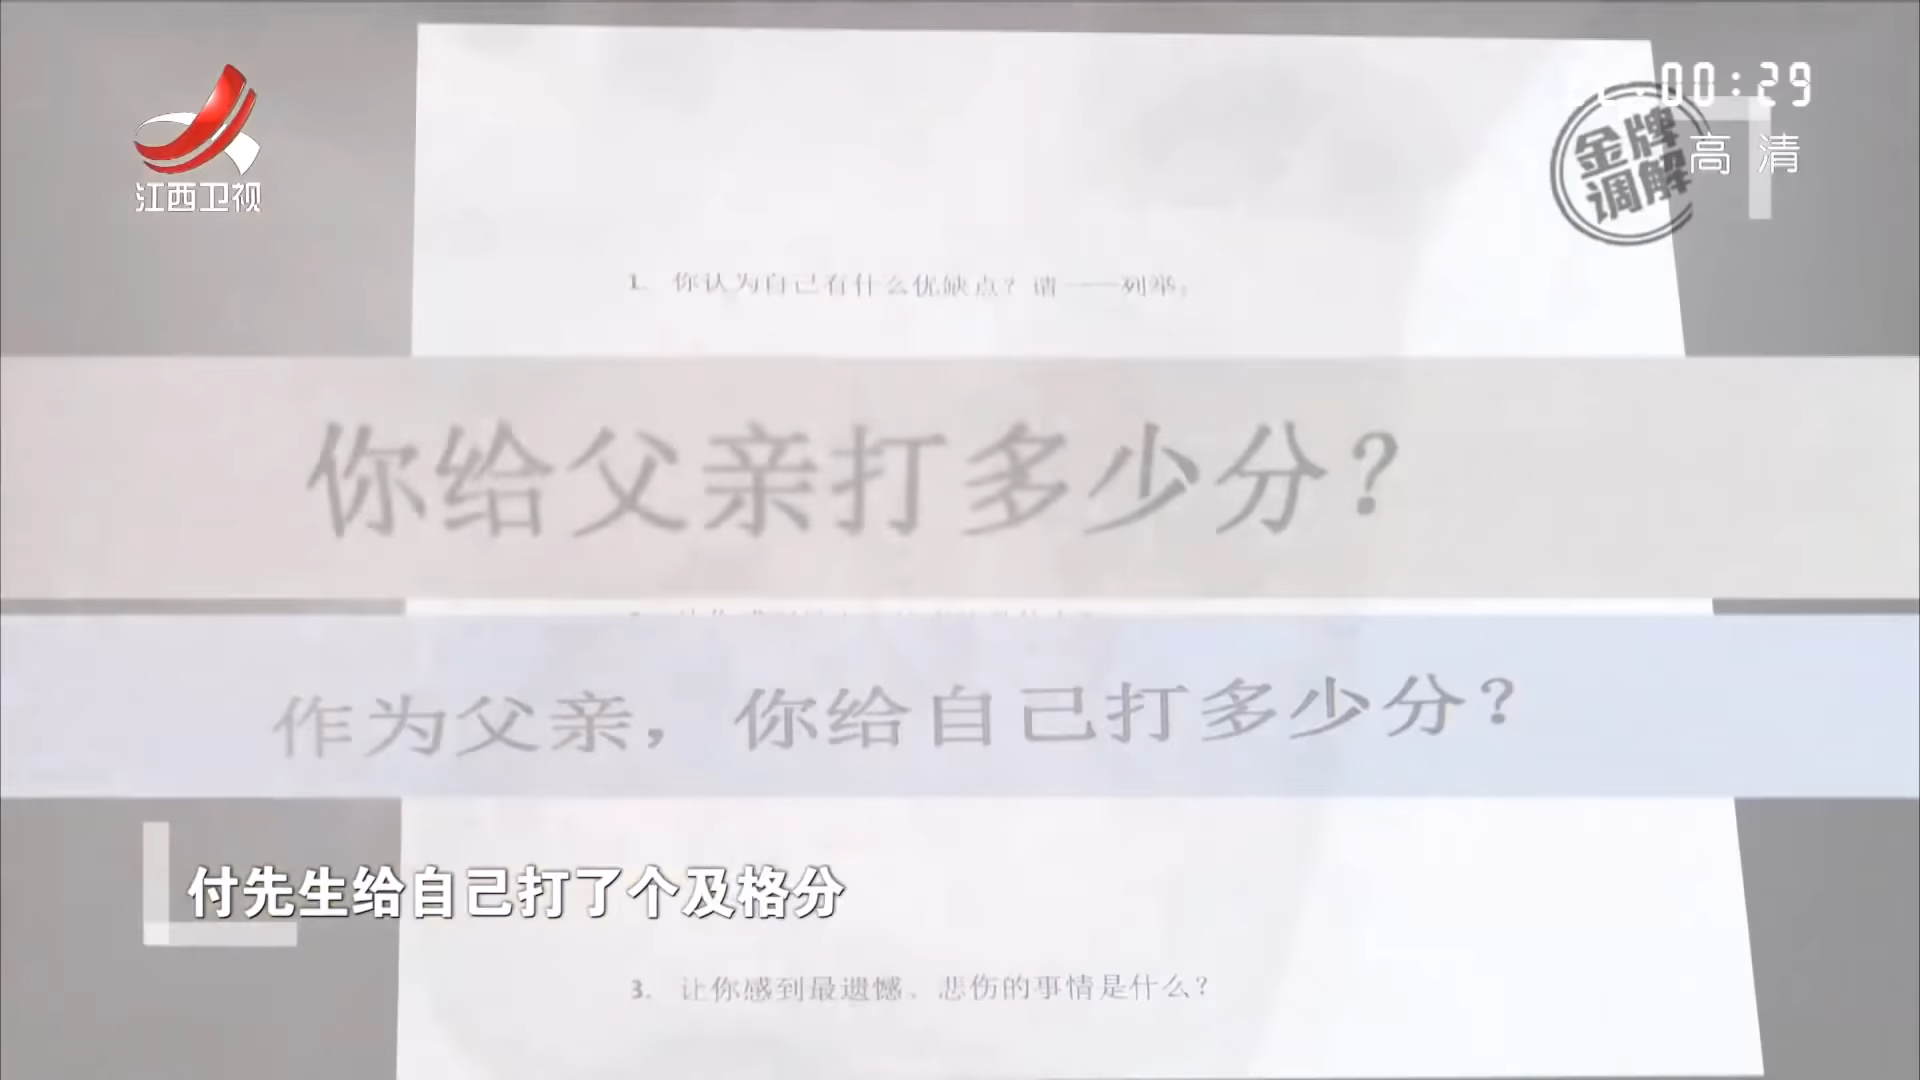 江西卫视
00:29
高清
金牌
调解
1. 你认为自己有什么优缺点？请一一列举。
你给父亲打多少分？
作为父亲，你给自己打多少分？
付先生给自己打了个及格分
3. 让你感到最遗憾、悲伤的事情是什么？